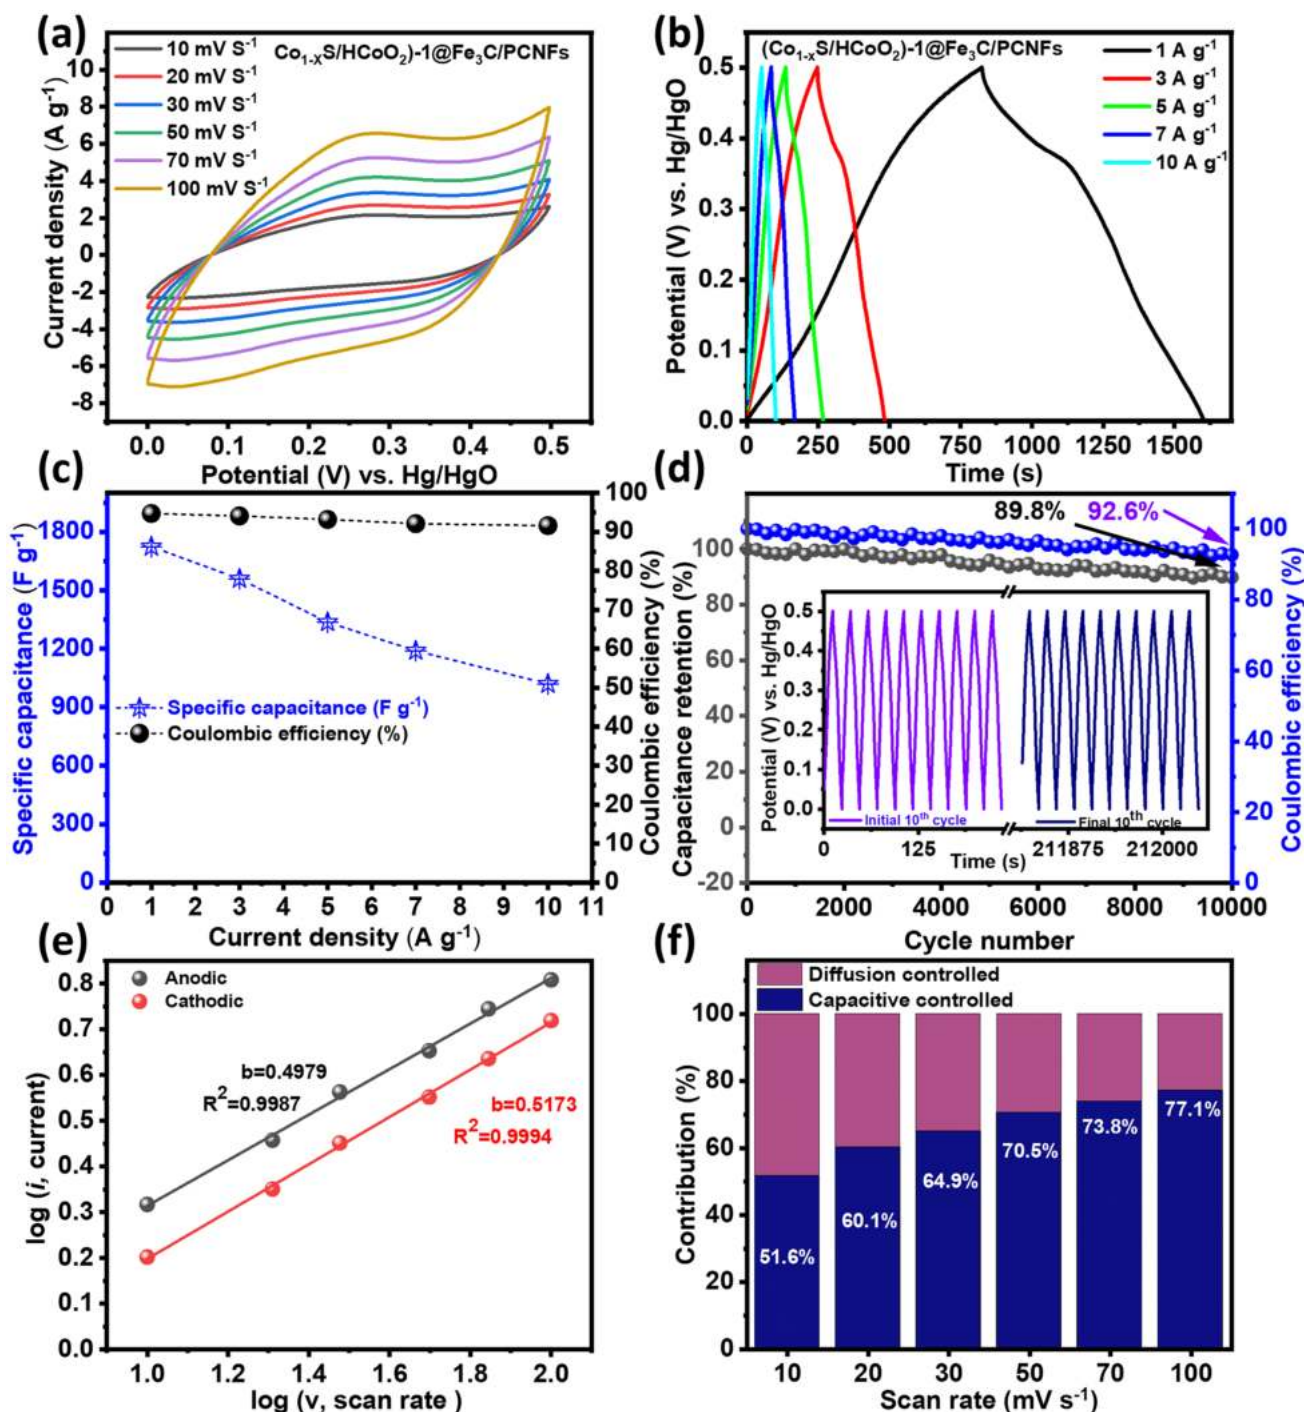 (a)
10 mV S⁻¹
20 mV S⁻¹
30 mV S⁻¹
50 mV S⁻¹
70 mV S⁻¹
100 mV S⁻¹
Co₁₋ₓS/HCoO₂)-1@Fe₃C/PCNFs
Current density (A g⁻¹)
10
8
6
4
2
0
-2
-4
-6
-8
0.0 0.1 0.2 0.3 0.4 0.5
Potential (V) vs. Hg/HgO
(b)
(Co₁₋ₓS/HCoO₂)-1@Fe₃C/PCNFs
1 A g⁻¹
3 A g⁻¹
5 A g⁻¹
7 A g⁻¹
10 A g⁻¹
Potential (V) vs. Hg/HgO
0.5
0.4
0.3
0.2
0.1
0.0
0 250 500 750 1000 1250 1500
Time (s)
(c)
Specific capacitance (F g⁻¹)
1800
1500
1200
900
600
300
0
Specific capacitance (F g⁻¹)
Coulombic efficiency (%)
100
90
80
70
60
50
40
30
20
10
0
Coulombic efficiency (%)
0 1 2 3 4 5 6 7 8 9 10 11
Current density (A g⁻¹)
(d)
89.8%
92.6%
Capacitance retention (%)
100
80
60
40
20
0
-20
100
80
60
40
20
0
Coulombic efficiency (%)
Potential (V) vs. Hg/HgO
0.5
0.4
0.3
0.2
0.1
0.0
Initial 10th cycle
Final 10th cycle
0 125 211875 212000
Time (s)
0 2000 4000 6000 8000 10000
Cycle number
(e)
Anodic
Cathodic
log (i, current)
0.8
0.7
0.6
0.5
0.4
0.3
0.2
0.1
0.0
b=0.4979
R²=0.9987
b=0.5173
R²=0.9994
1.0 1.2 1.4 1.6 1.8 2.0
log (v, scan rate )
(f)
Diffusion controlled
Capacitive controlled
Contribution (%)
100
80
60
40
20
0
51.6%
60.1%
64.9%
70.5%
73.8%
77.1%
10 20 30 50 70 100
Scan rate (mV s⁻¹)